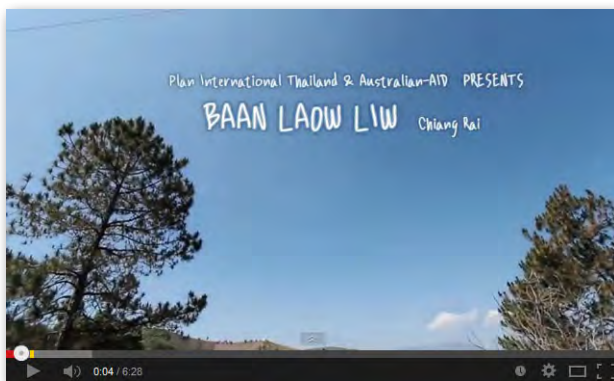 Plan International Thailand & Australian-AID PRESENTS
BAAN LAOW LIW Chiang Rai
0:04 / 6:28